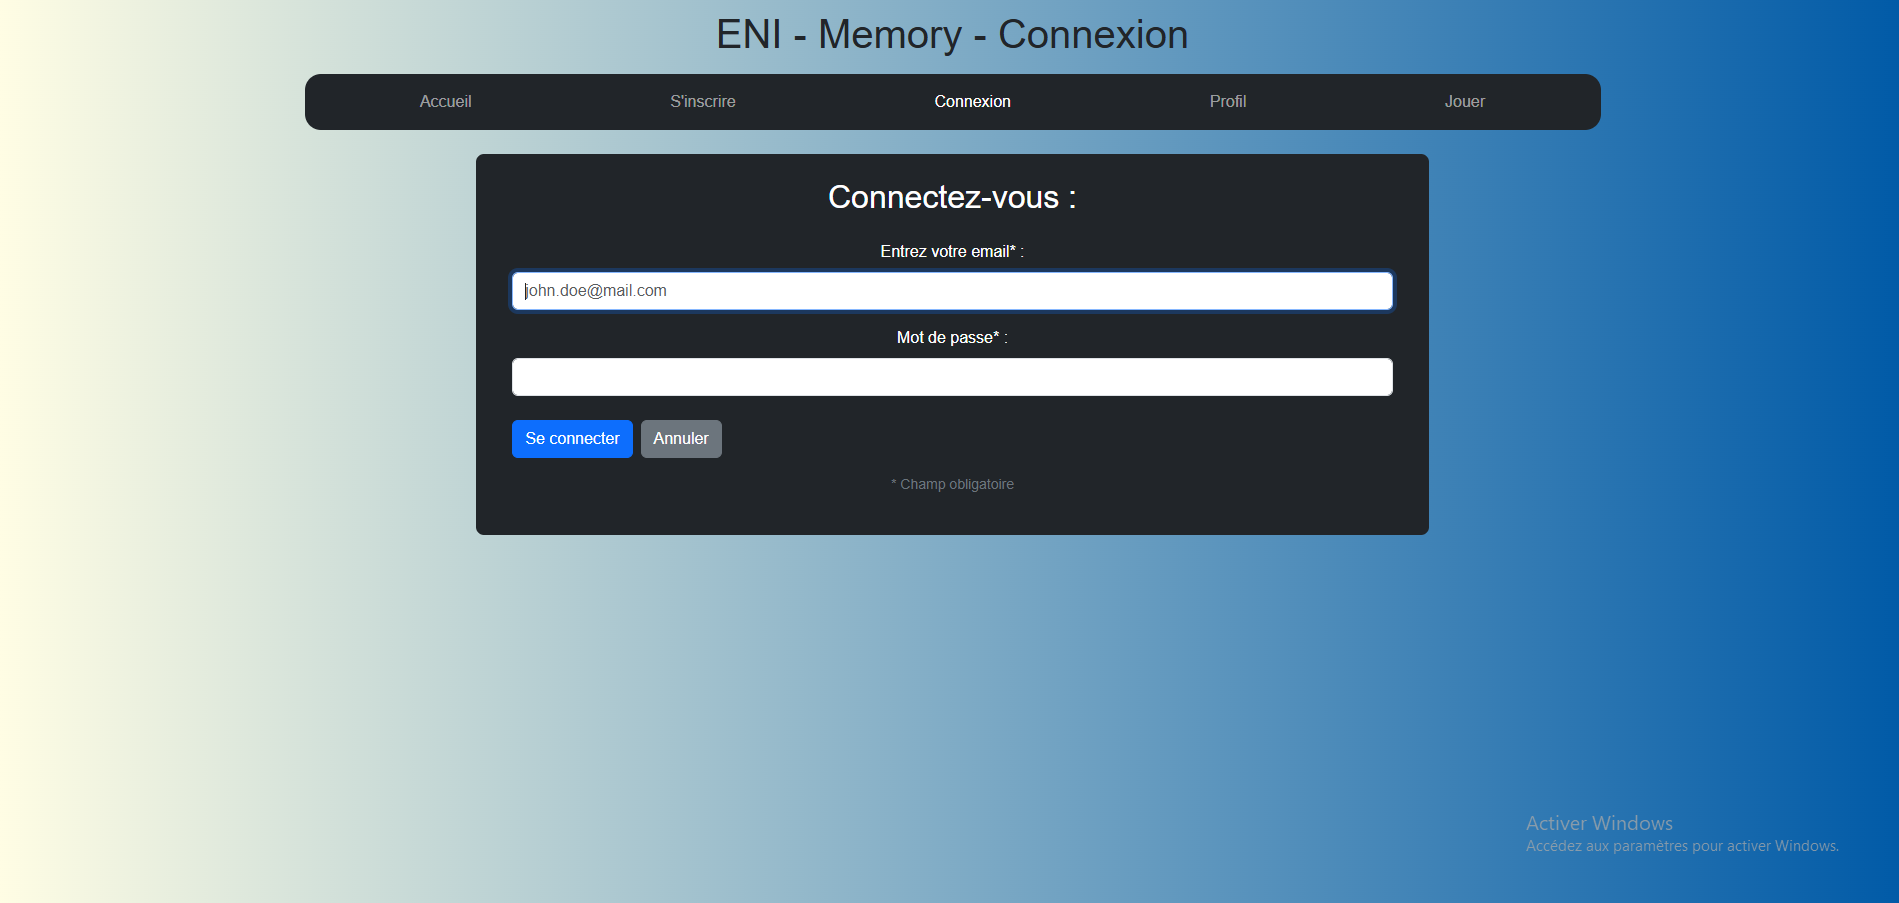 ENI - Memory - Connexion
Accueil S'inscrire Connexion Profil Jouer
Connectez-vous :
Entrez votre email* :
john.doe@mail.com
Mot de passe* :
Se connecter Annuler
* Champ obligatoire
Activer Windows
Accédez aux paramètres pour activer Windows.